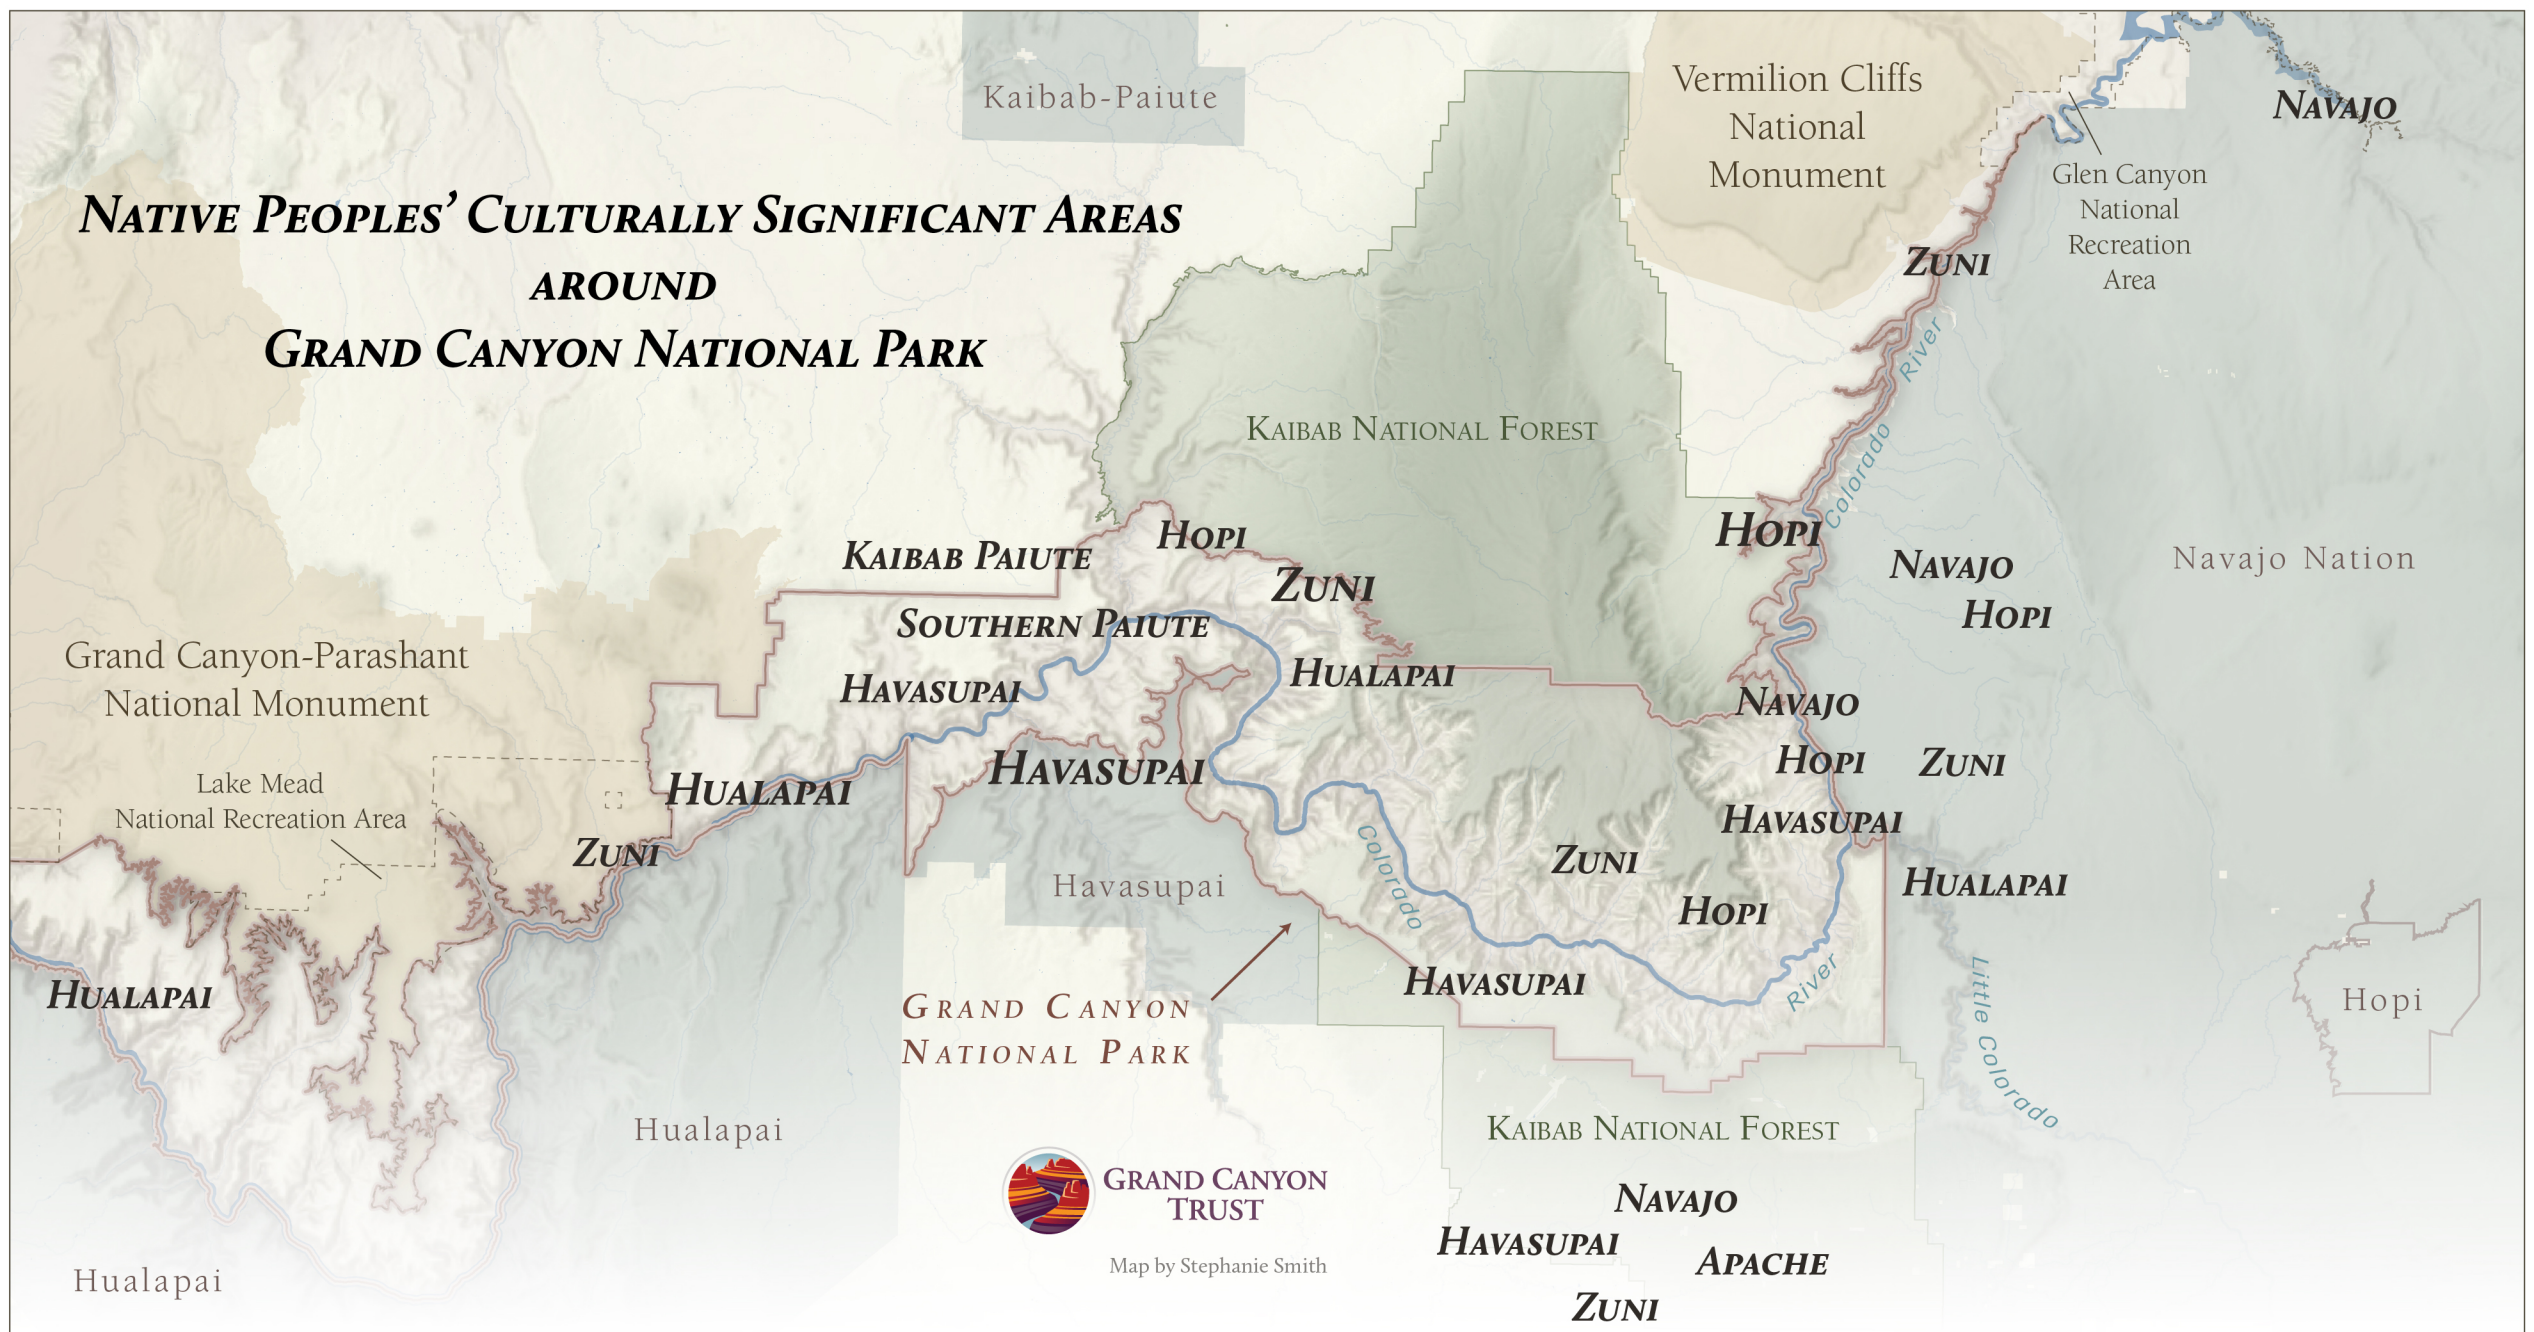 Kaibab-Paiute
Vermilion Cliffs
National
Monument
NAVAJO
Glen Canyon
National
Recreation
Area
NATIVE PEOPLES' CULTURALLY SIGNIFICANT AREAS
AROUND
GRAND CANYON NATIONAL PARK
ZUNI
River
Colorado
KAIBAB NATIONAL FOREST
HOPI
KAIBAB PAIUTE
HOPI
ZUNI
NAVAJO
HOPI
Navajo Nation
SOUTHERN PAIUTE
HAVASUPAI
HUALAPAI
Grand Canyon-Parashant
National Monument
NAVAJO
HOPI
ZUNI
HAVASUPAI
HUALAPAI
HAVASUPAI
Lake Mead
National Recreation Area
ZUNI
HUALAPAI
Colorado
ZUNI
HOPI
Havasupai
HAVASUPAI
River
Little Colorado
Hopi
HUALAPAI
GRAND CANYON
NATIONAL PARK
Hualapai
KAIBAB NATIONAL FOREST
GRAND CANYON
TRUST
Map by Stephanie Smith
NAVAJO
HAVASUPAI
APACHE
ZUNI
Hualapai